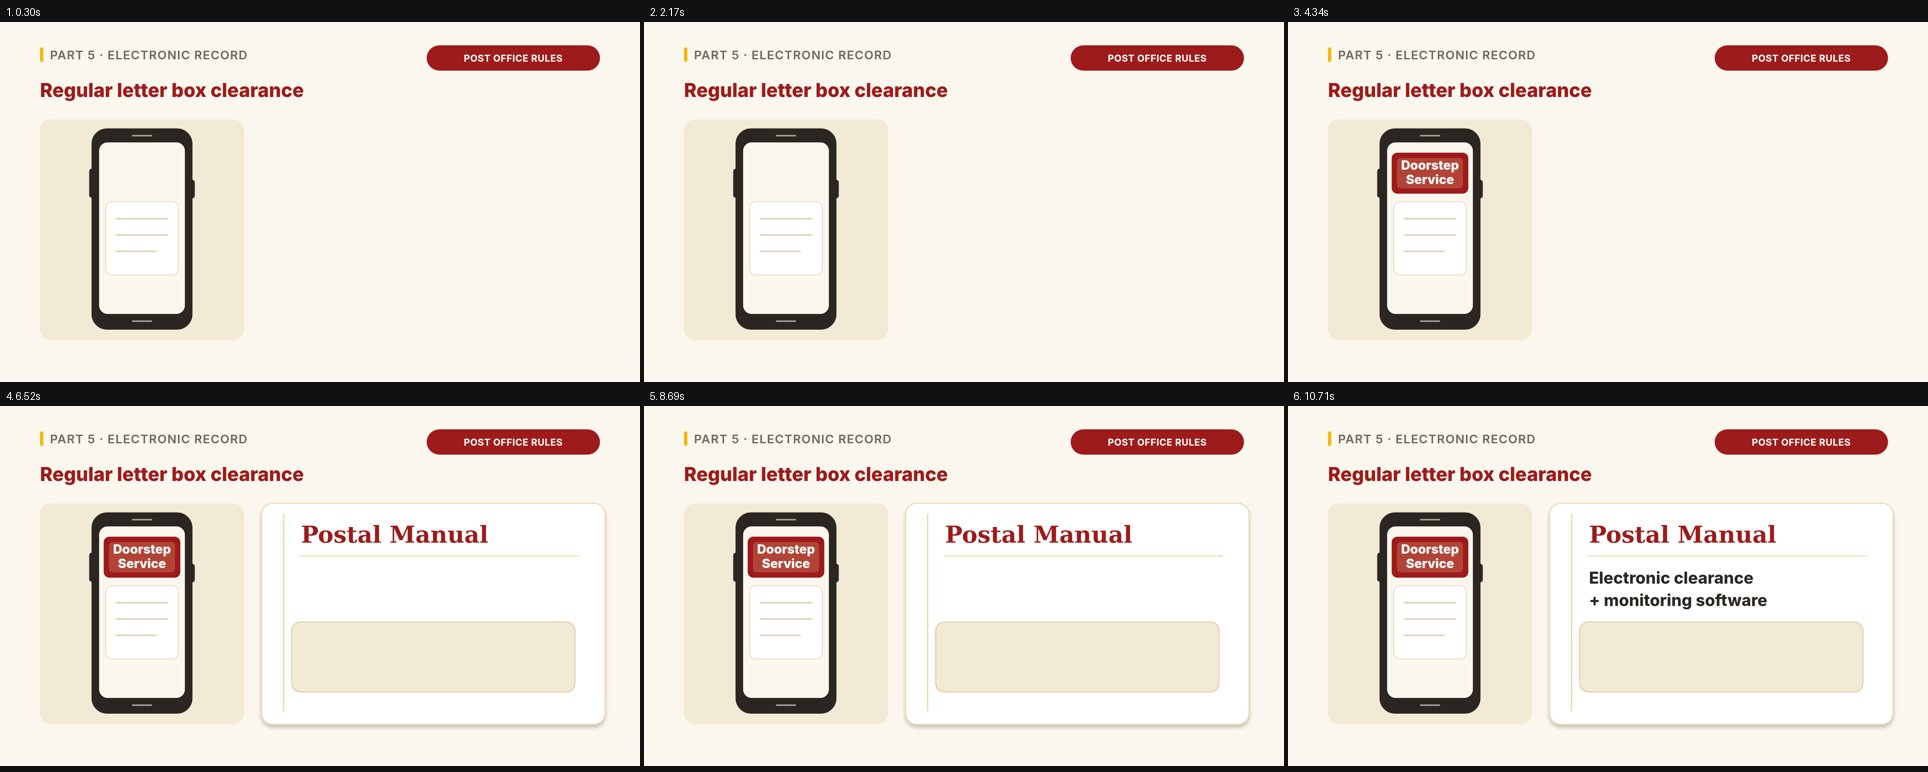 1. 0.30s
PART 5 · ELECTRONIC RECORD
POST OFFICE RULES
Regular letter box clearance
2. 2.17s
PART 5 · ELECTRONIC RECORD
POST OFFICE RULES
Regular letter box clearance
3. 4.34s
PART 5 · ELECTRONIC RECORD
POST OFFICE RULES
Regular letter box clearance
Doorstep
Service
4. 6.52s
PART 5 · ELECTRONIC RECORD
POST OFFICE RULES
Regular letter box clearance
Doorstep
Service
Postal Manual
5. 8.69s
PART 5 · ELECTRONIC RECORD
POST OFFICE RULES
Regular letter box clearance
Doorstep
Service
Postal Manual
6. 10.71s
PART 5 · ELECTRONIC RECORD
POST OFFICE RULES
Regular letter box clearance
Doorstep
Service
Postal Manual
Electronic clearance
+ monitoring software